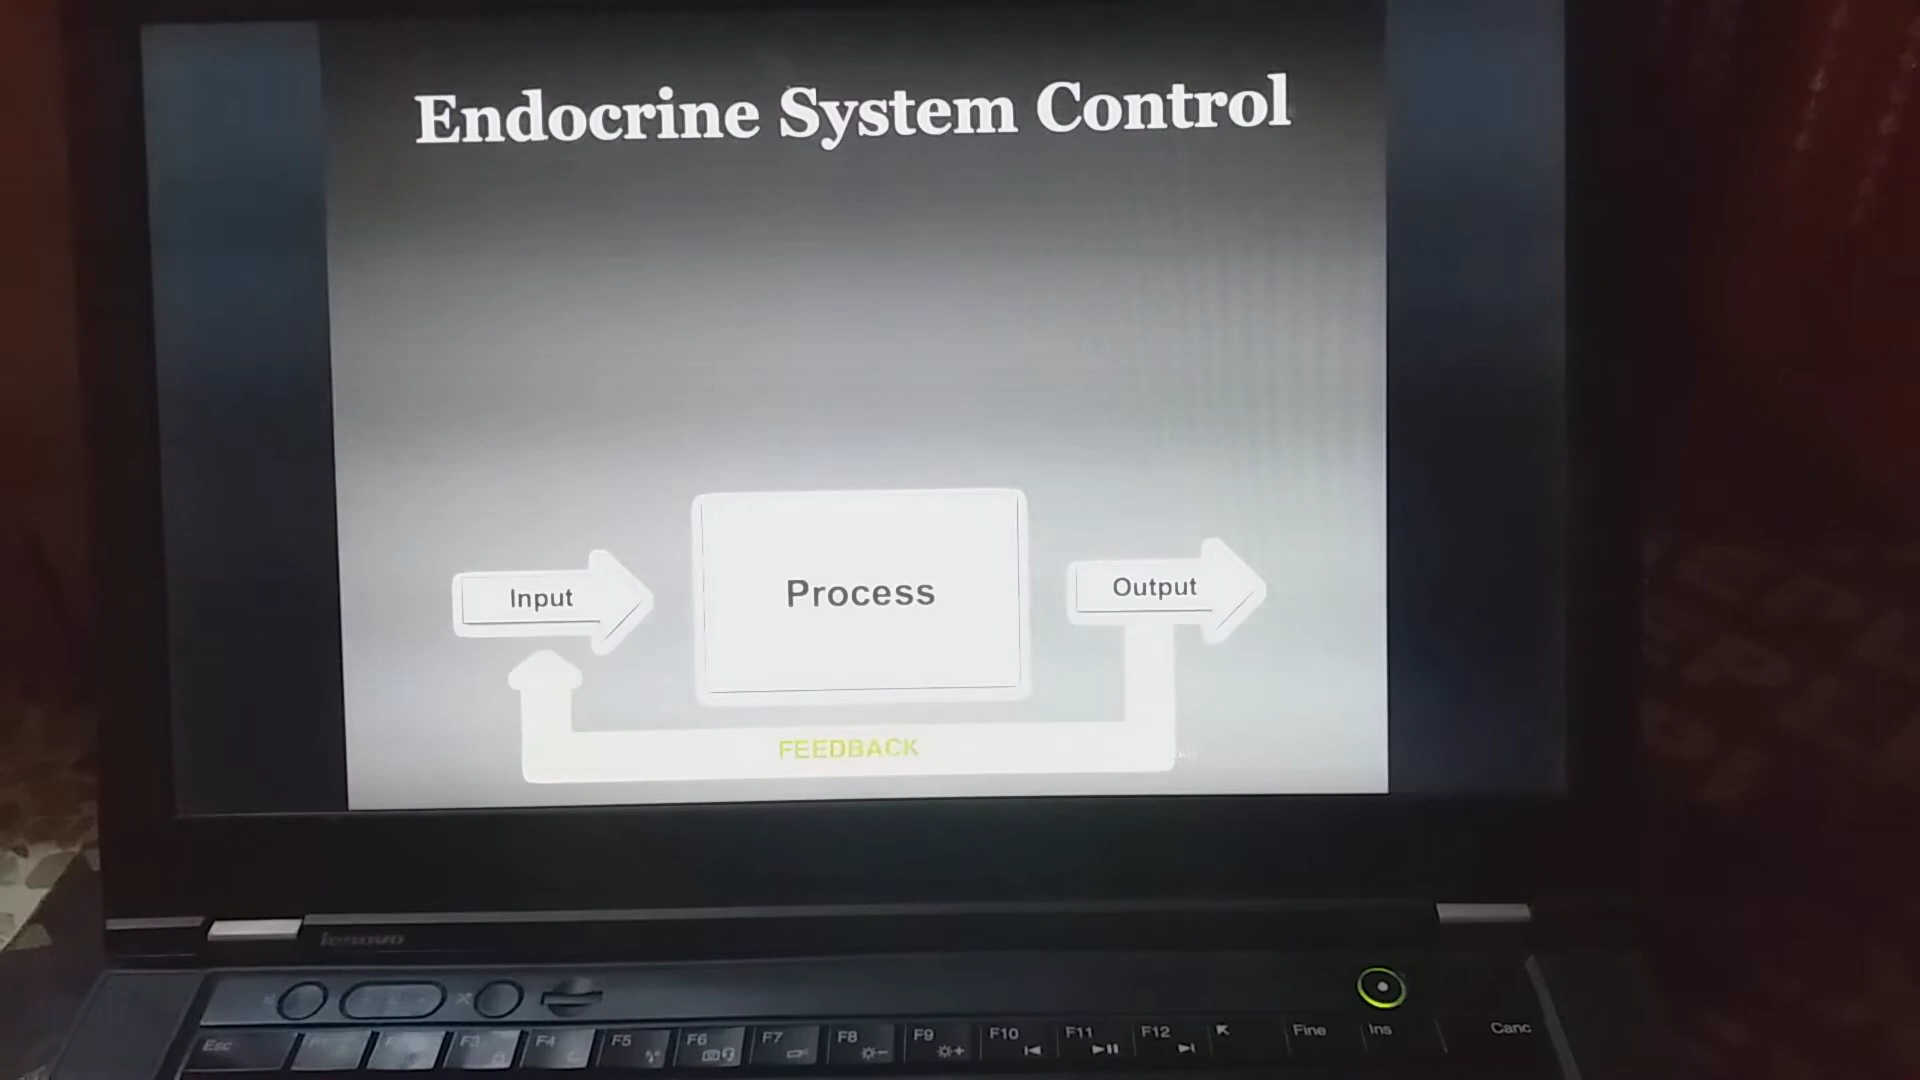 Endocrine System Control
Input
Process
Output
FEEDBACK
lenovo
Esc
F3
F4
F5
F6
F7
F8
F9
F10
F11
F12
Fine
Ins
Canc